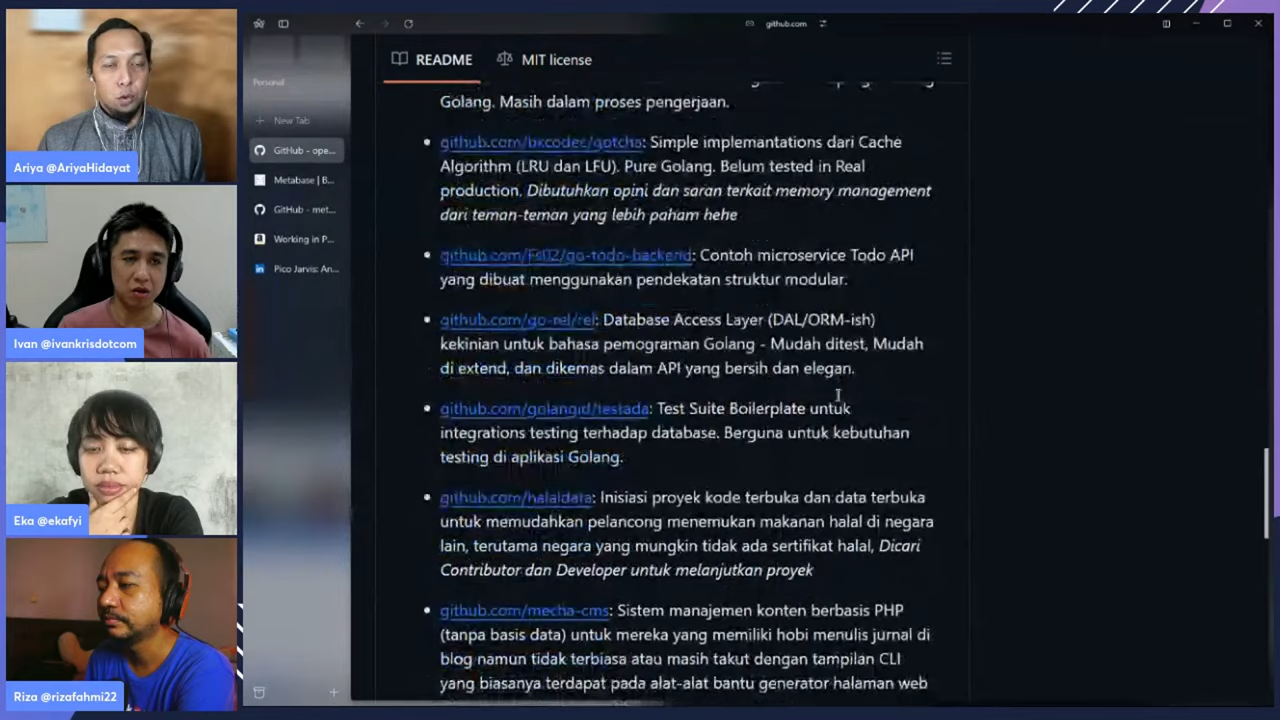 Ariya @AriyaHidayat
Ivan @ivankrisdotcom
Eka @ekafyi
Riza @rizafahmi22
github.com
Personal
New Tab
GitHub - ope...
Metabase | B...
GitHub - met...
Working in P...
Pico Jarvis: An...
README
MIT license
Golang. Masih dalam proses pengerjaan.
github.com/bxcodec/gotcha: Simple implemantations dari Cache
Algorithm (LRU dan LFU). Pure Golang. Belum tested in Real
production. Dibutuhkan opini dan saran terkait memory management
dari teman-teman yang lebih paham hehe
github.com/Fs02/go-todo-backend: Contoh microservice Todo API
yang dibuat menggunakan pendekatan struktur modular.
github.com/go-rel/rel: Database Access Layer (DAL/ORM-ish)
kekinian untuk bahasa pemograman Golang - Mudah ditest, Mudah
di extend, dan dikemas dalam API yang bersih dan elegan.
github.com/golangid/testada: Test Suite Boilerplate untuk
integrations testing terhadap database. Berguna untuk kebutuhan
testing di aplikasi Golang.
github.com/halaldata: Inisiasi proyek kode terbuka dan data terbuka
untuk memudahkan pelancong menemukan makanan halal di negara
lain, terutama negara yang mungkin tidak ada sertifikat halal, Dicari
Contributor dan Developer untuk melanjutkan proyek
github.com/mecha-cms: Sistem manajemen konten berbasis PHP
(tanpa basis data) untuk mereka yang memiliki hobi menulis jurnal di
blog namun tidak terbiasa atau masih takut dengan tampilan CLI
yang biasanya terdapat pada alat-alat bantu generator halaman web